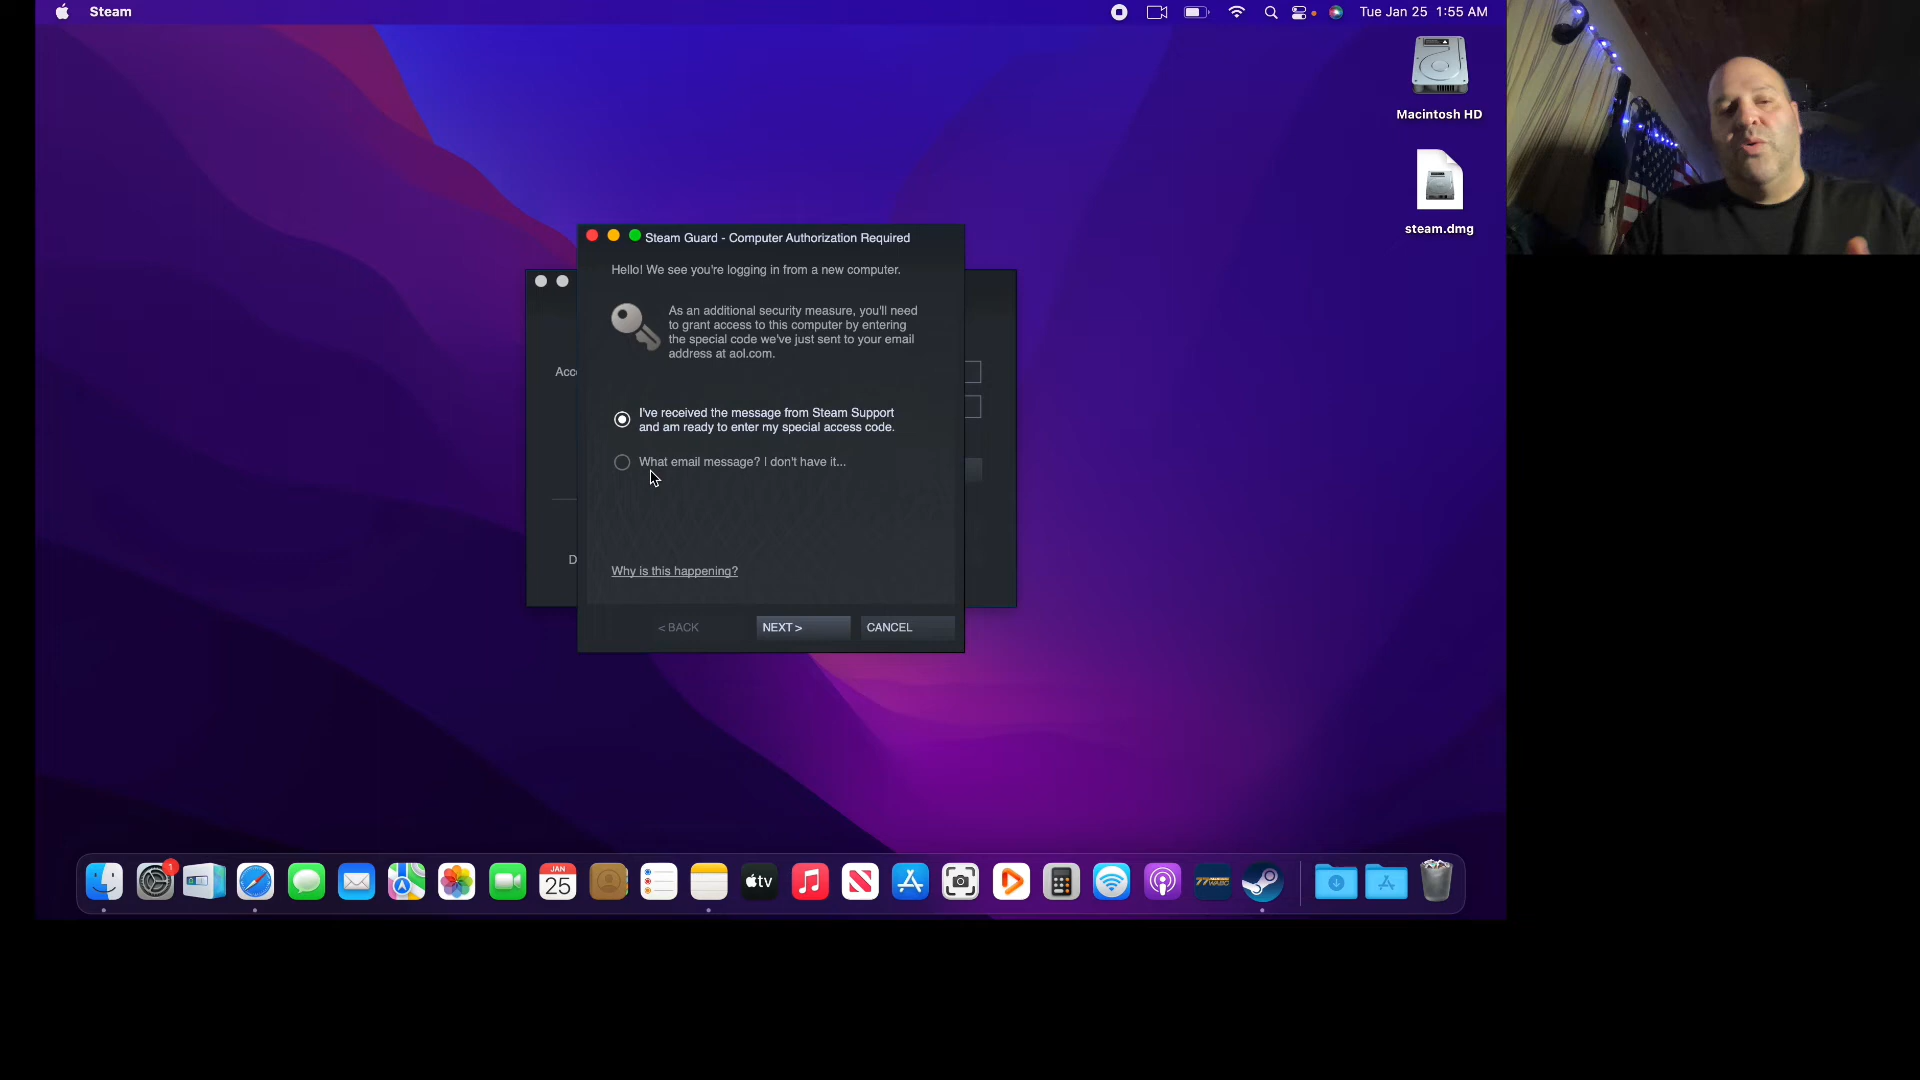 Steam
Tue Jan 25 1:55 AM
Macintosh HD
steam.dmg
Steam Guard - Computer Authorization Required
Hello! We see you're logging in from a new computer.
As an additional security measure, you'll need
to grant access to this computer by entering
the special code we've just sent to your email
address at aol.com.
Acc
I've received the message from Steam Support
and am ready to enter my special access code.
What email message? I don't have it...
D
Why is this happening?
< BACK
NEXT >
CANCEL
1
JAN
25
tv
77WABC